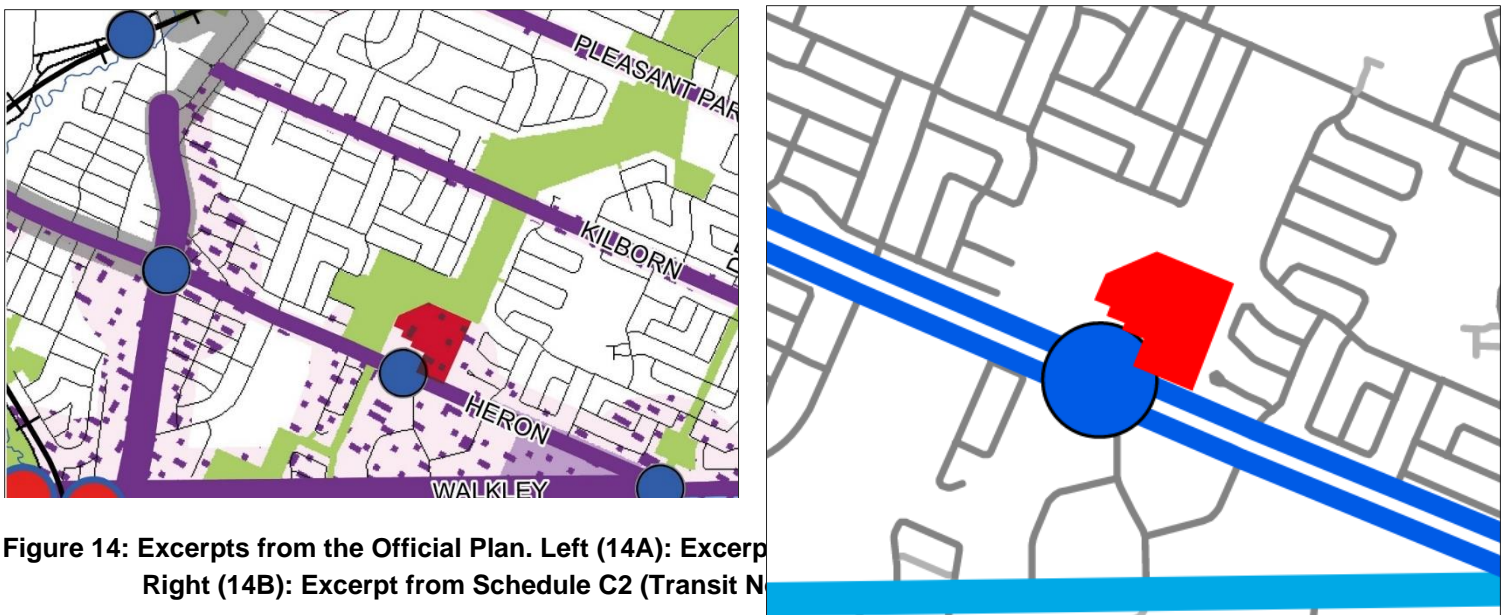 PLEASANT PAR
KILBORN
HERON
WALKLEY
Figure 14: Excerpts from the Official Plan. Left (14A): Excerp
Right (14B): Excerpt from Schedule C2 (Transit N